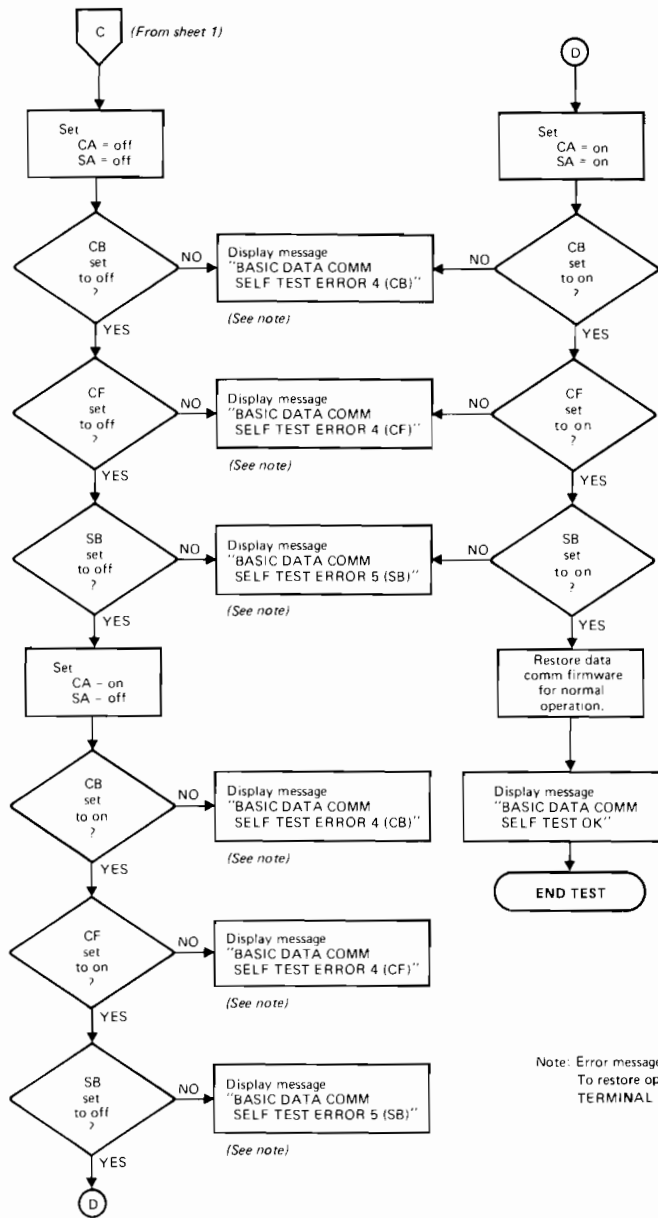 C
(From sheet 1)
Set
CA = off
SA = off
CB
set
to off
?
NO
YES
Display message
"BASIC DATA COMM
SELF TEST ERROR 4 (CB)"
(See note)
CF
set
to off
?
NO
YES
Display message
"BASIC DATA COMM
SELF TEST ERROR 4 (CF)"
(See note)
SB
set
to off
?
NO
YES
Display message
"BASIC DATA COMM
SELF TEST ERROR 5 (SB)"
(See note)
Set
CA – on
SA – off
CB
set
to on
?
NO
YES
Display message
"BASIC DATA COMM
SELF TEST ERROR 4 (CB)"
(See note)
CF
set
to on
?
NO
YES
Display message
"BASIC DATA COMM
SELF TEST ERROR 4 (CF)"
(See note)
SB
set
to off
?
NO
YES
Display message
"BASIC DATA COMM
SELF TEST ERROR 5 (SB)"
(See note)
D
D
Set
CA = on
SA = on
CB
set
to on
?
NO
YES
CF
set
to on
?
NO
YES
SB
set
to on
?
NO
YES
Restore data
comm firmware
for normal
operation.
Display message
"BASIC DATA COMM
SELF TEST OK"
END TEST
Note: Error message
To restore op
TERMINAL